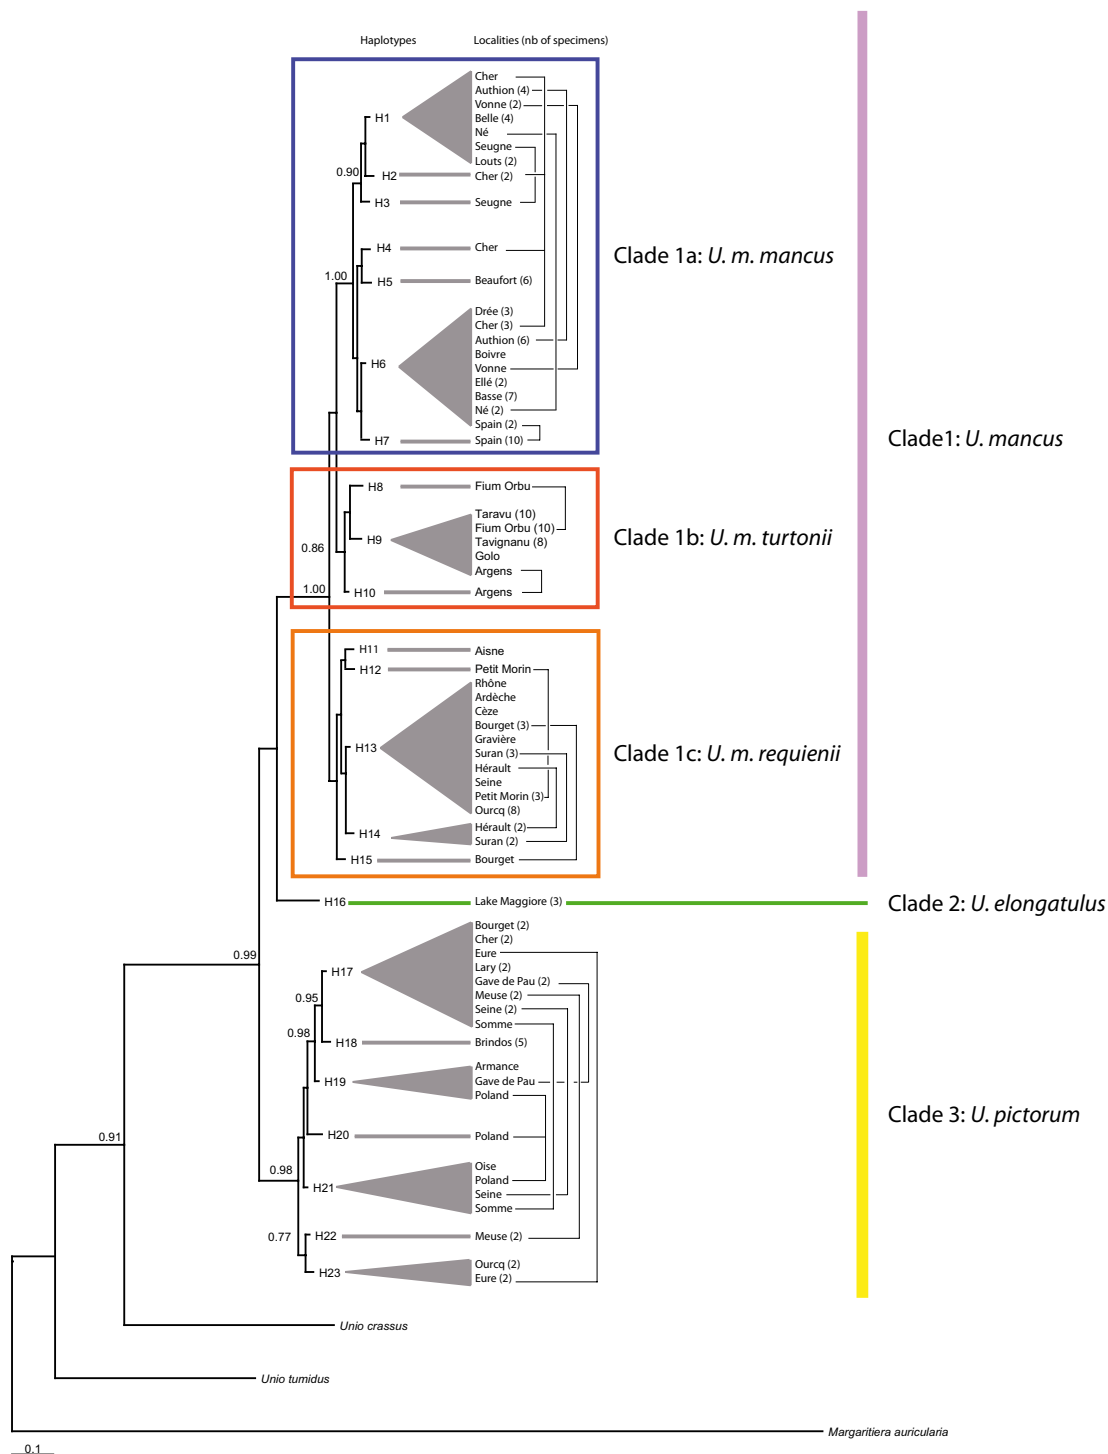 Haplotypes Localities (nb of specimens)
Cher
Authion (4)
Vonne (2)
H1 Belle (4)
Né
Seugne
Louts (2)
0.90
H2 Cher (2)
H3 Seugne
H4 Cher
Clade 1a: U. m. mancus
1.00
H5 Beaufort (6)
Drée (3)
Cher (3)
Authion (6)
Boivre
H6 Vonne
Ellé (2)
Basse (7)
Né (2)
Spain (2)
H7 Spain (10)
Clade1: U. mancus
H8 Fium Orbu
Taravu (10)
Fium Orbu (10)
H9 Tavignanu (8)
Clade 1b: U. m. turtonii
0.86
Golo
Argens
1.00
H10 Argens
H11 Aisne
H12 Petit Morin
Rhône
Ardèche
Cèze
Bourget (3)
Gravière
H13 Suran (3)
Clade 1c: U. m. requienii
Hérault
Seine
Petit Morin (3)
Ourcq (8)
H14 Hérault (2)
Suran (2)
H15 Bourget
H16 Lake Maggiore (3)
Clade 2: U. elongatulus
Bourget (2)
Cher (2)
0.99
Eure
Lary (2)
H17 Gave de Pau (2)
Meuse (2)
0.95
Seine (2)
Somme
0.98
H18 Brindos (5)
Armance
H19 Gave de Pau
Poland
Clade 3: U. pictorum
0.91
H20 Poland
Oise
0.98
Poland
H21 Seine
Somme
0.77
H22 Meuse (2)
Ourcq (2)
H23 Eure (2)
Unio crassus
Unio tumidus
Margaritiera auricularia
0.1